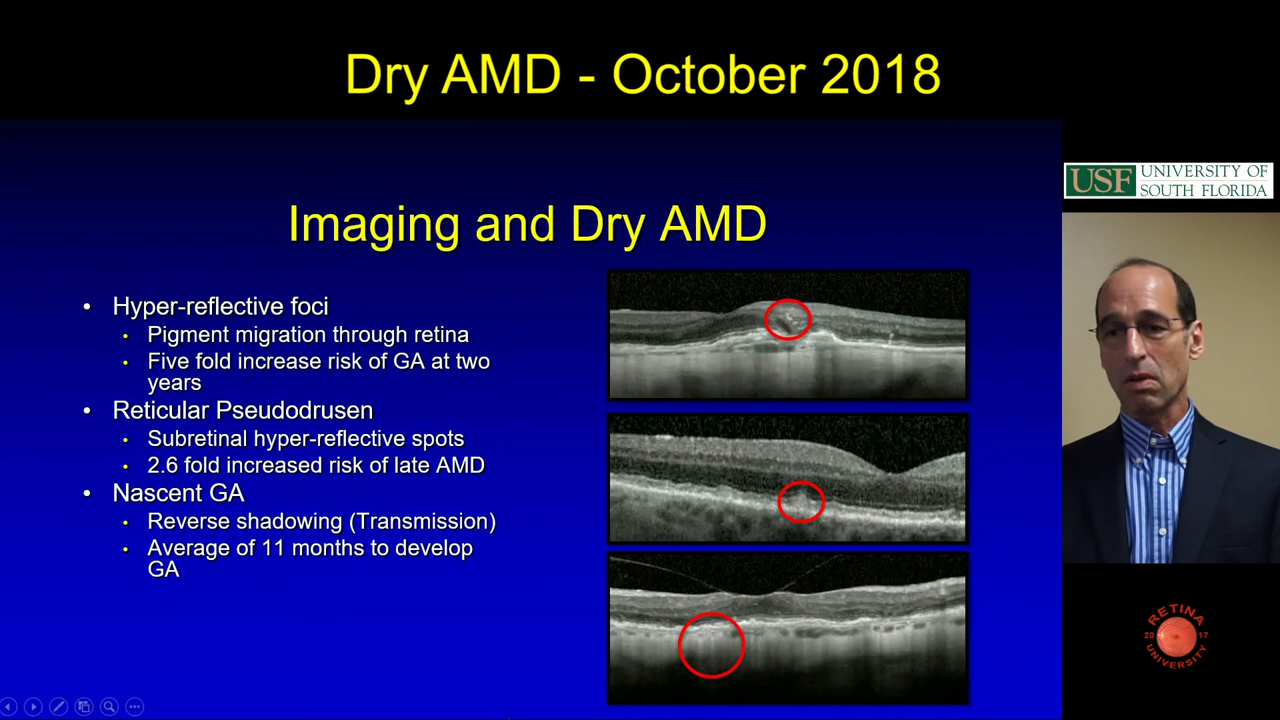 Dry AMD - October 2018
USF UNIVERSITY OF
SOUTH FLORIDA
Imaging and Dry AMD
• Hyper-reflective foci
• Pigment migration through retina
• Five fold increase risk of GA at two
years
• Reticular Pseudodrusen
• Subretinal hyper-reflective spots
• 2.6 fold increased risk of late AMD
• Nascent GA
• Reverse shadowing (Transmission)
• Average of 11 months to develop
GA
RETINA
20 17
UNIVERSITY